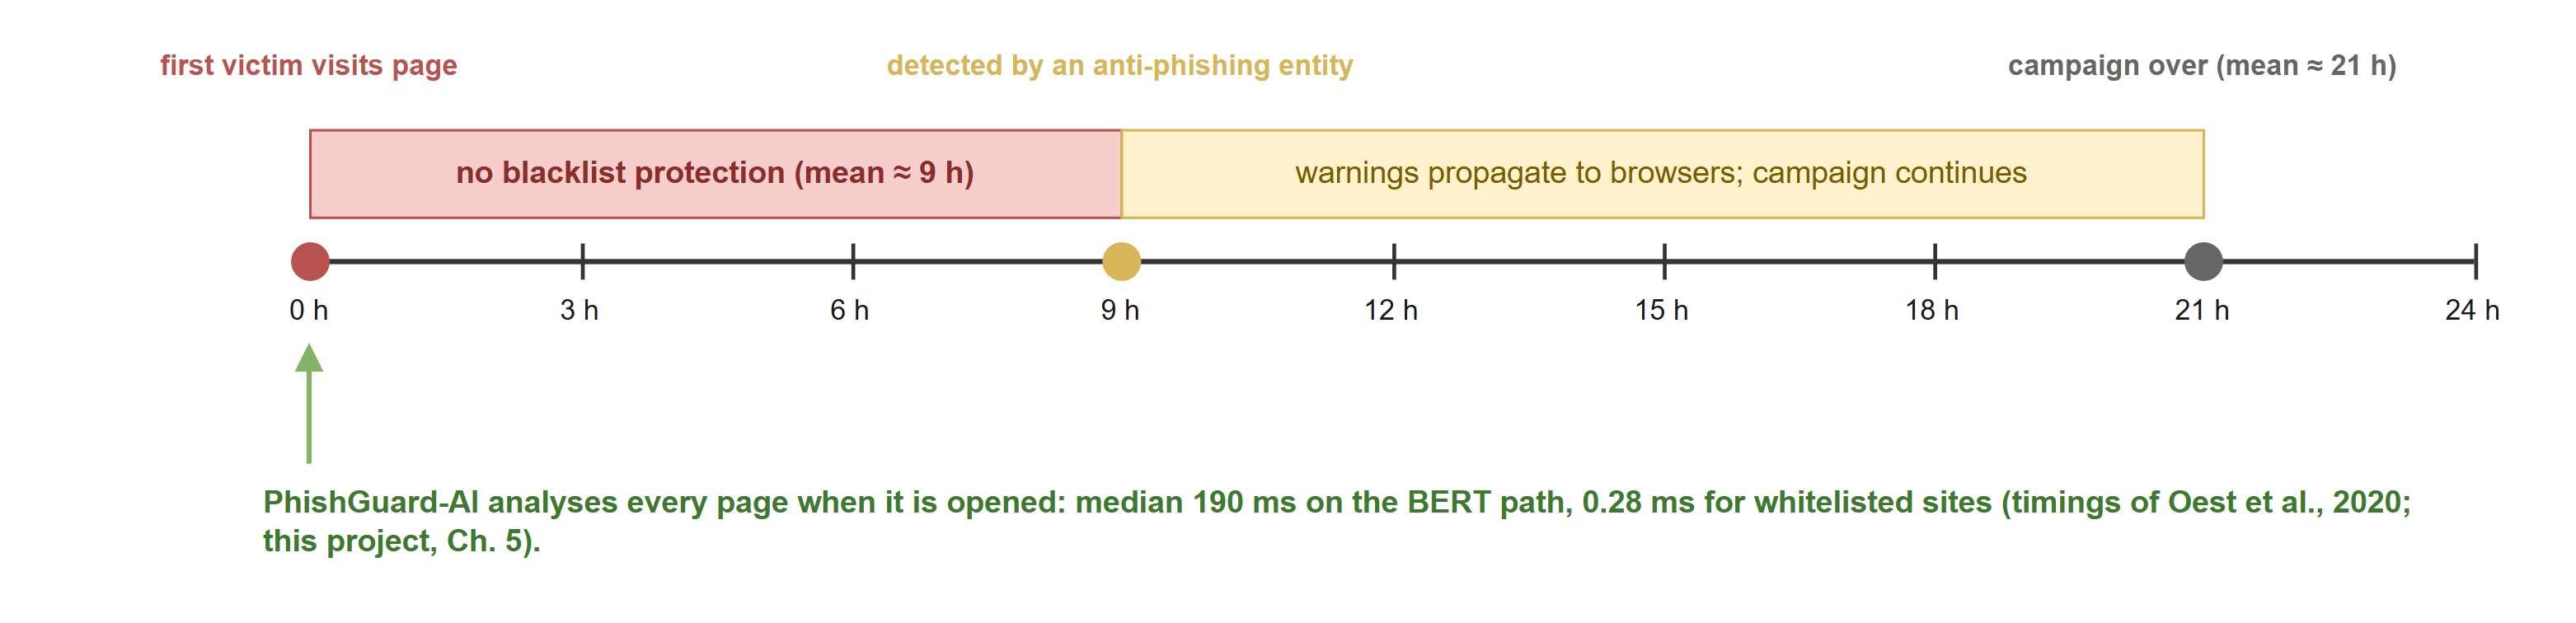 first victim visits page
detected by an anti-phishing entity
campaign over (mean ≈ 21 h)
no blacklist protection (mean ≈ 9 h)
warnings propagate to browsers; campaign continues
0 h
3 h
6 h
9 h
12 h
15 h
18 h
21 h
24 h
PhishGuard-AI analyses every page when it is opened: median 190 ms on the BERT path, 0.28 ms for whitelisted sites (timings of Oest et al., 2020;
this project, Ch. 5).